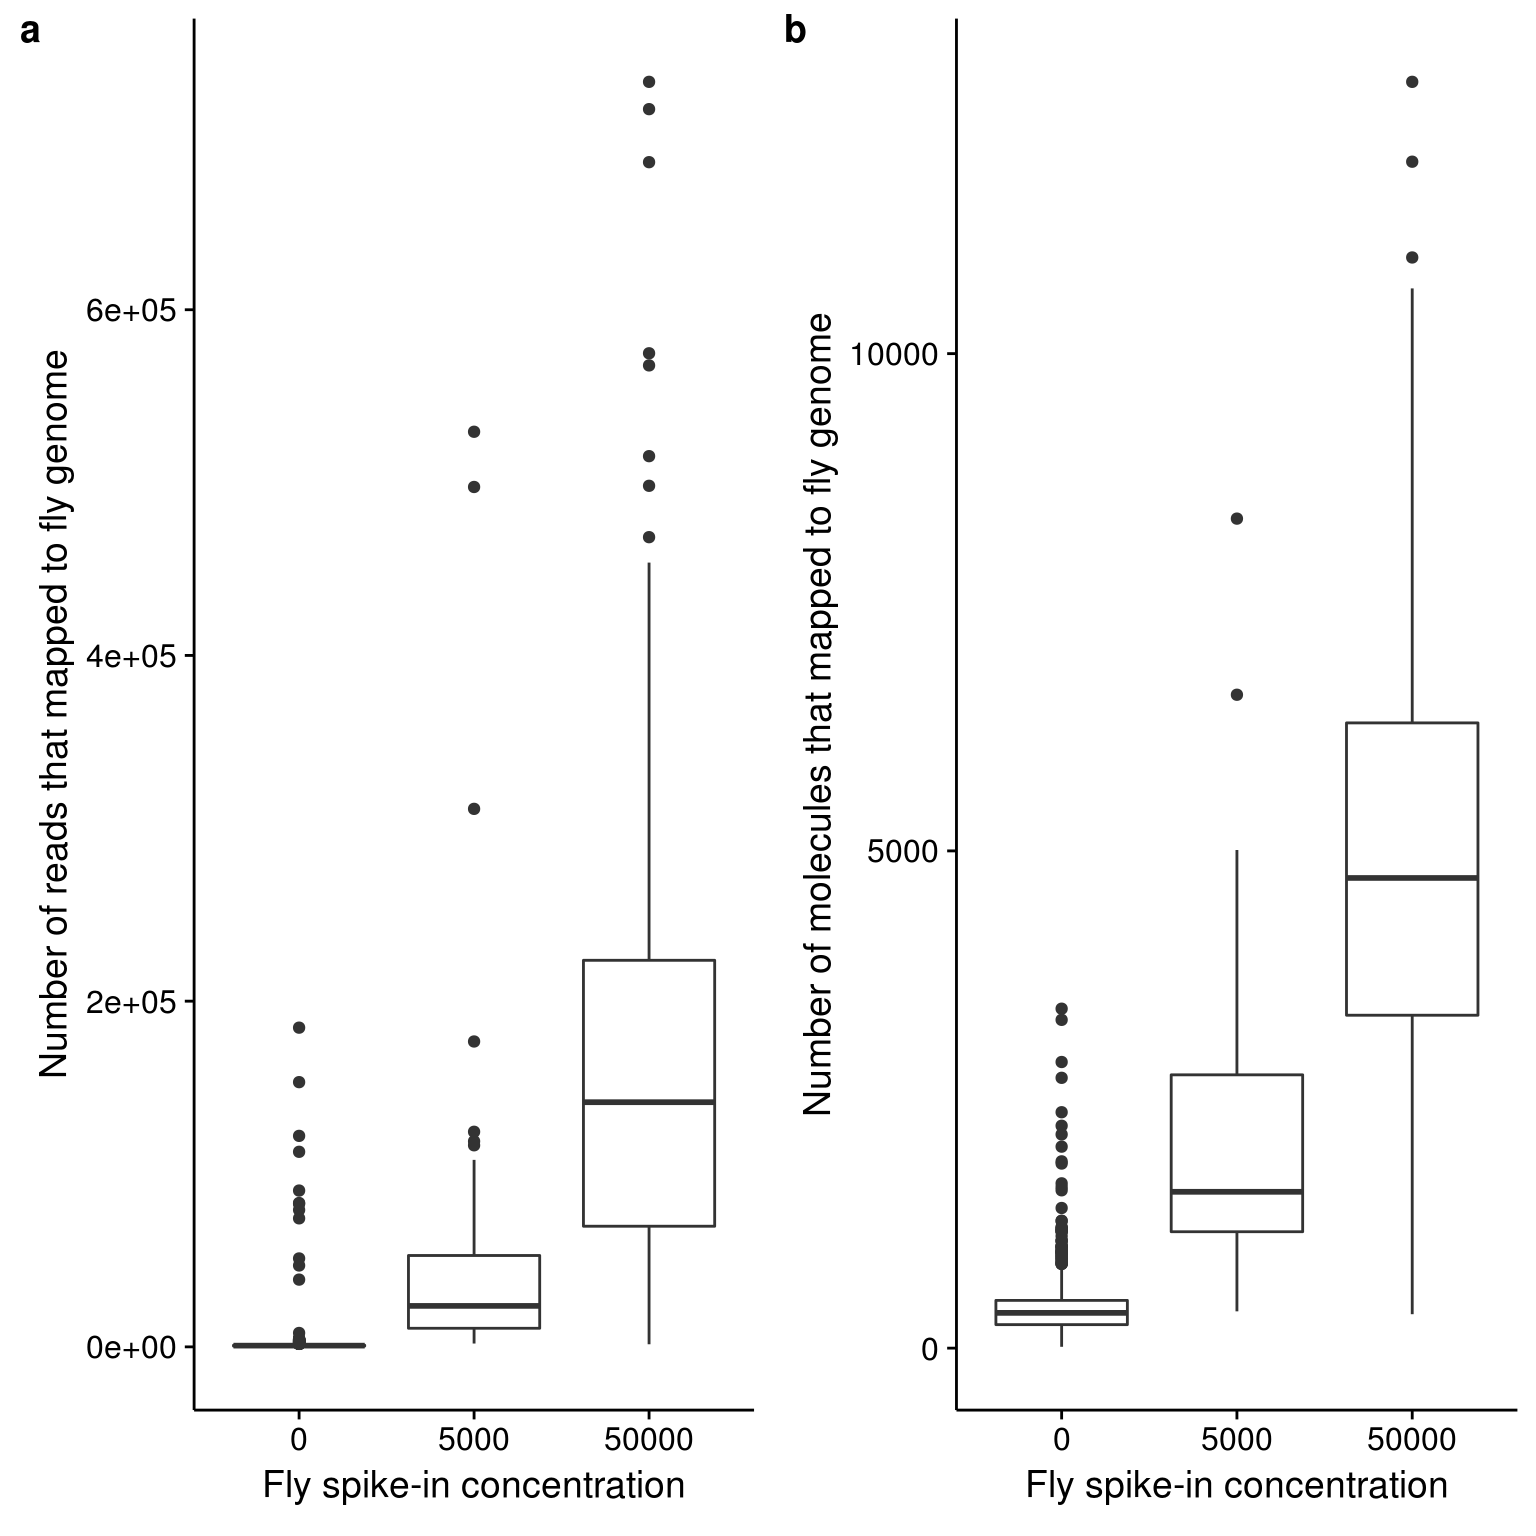 a
Number of reads that mapped to fly genome
6e+05
4e+05
2e+05
0e+00
0 5000 50000
Fly spike-in concentration
b
Number of molecules that mapped to fly genome
10000
5000
0
0 5000 50000
Fly spike-in concentration